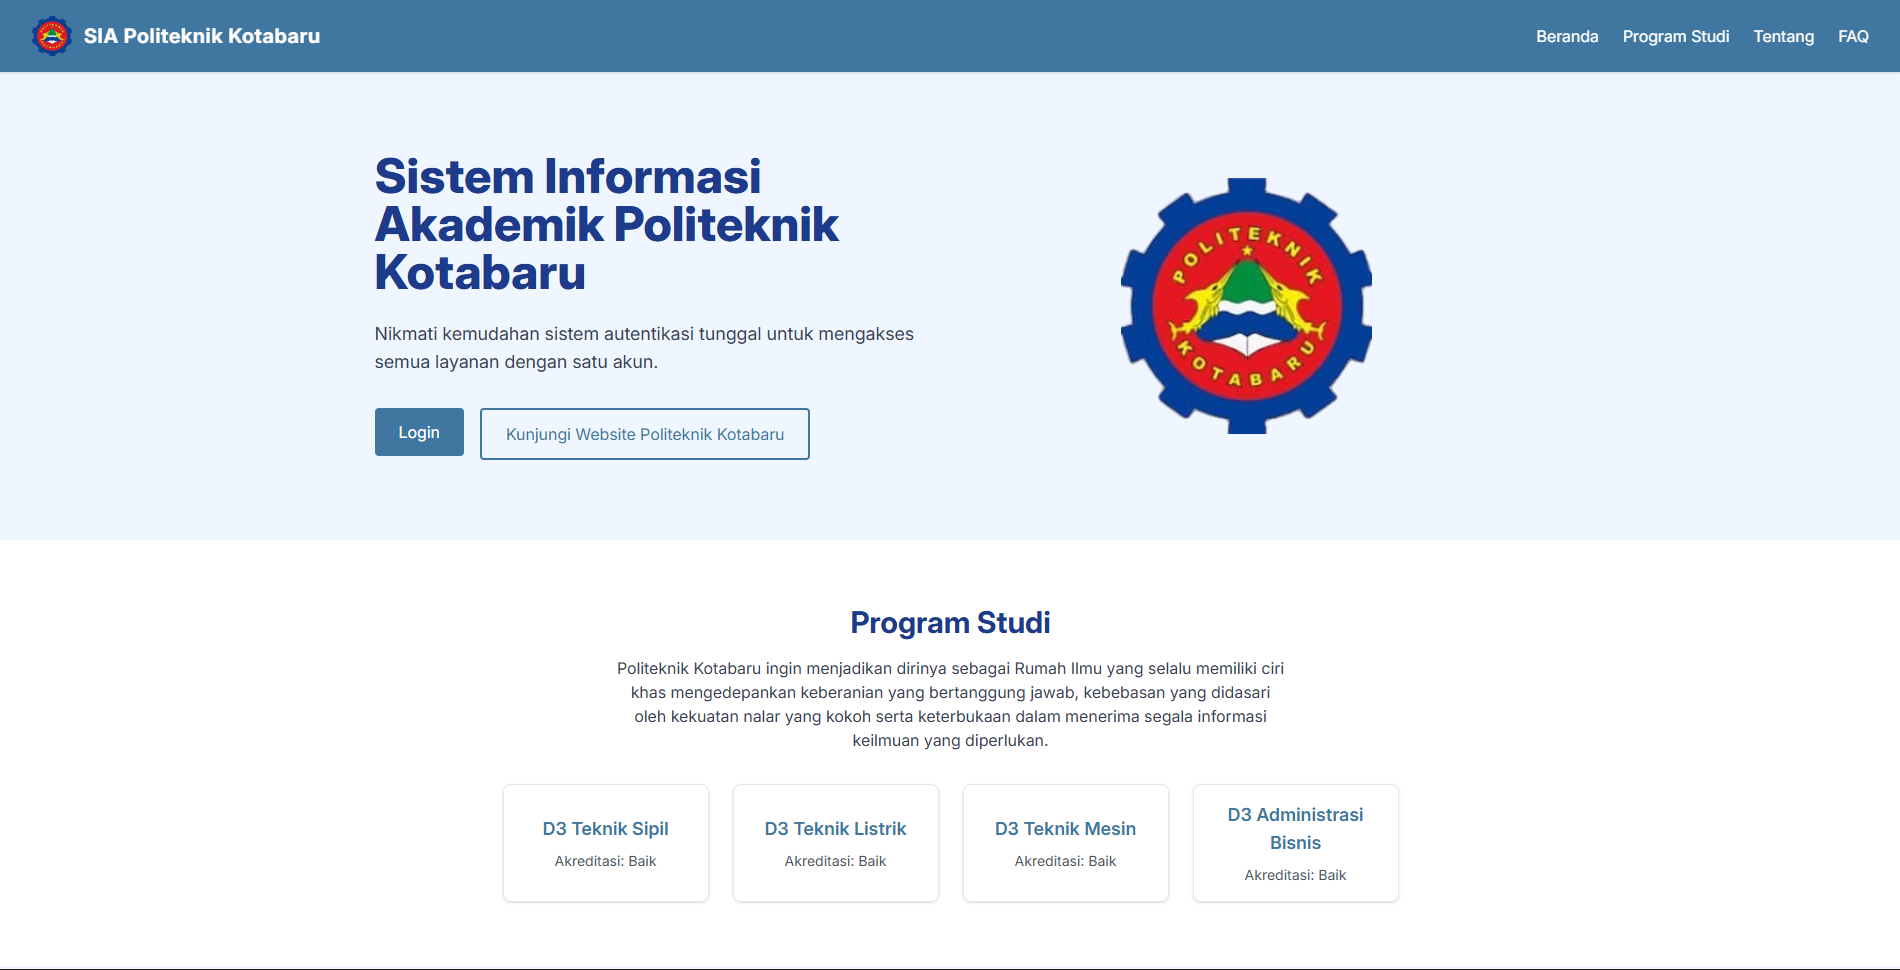 SIA Politeknik Kotabaru
Beranda
Program Studi
Tentang
FAQ
Sistem Informasi
Akademik Politeknik
Kotabaru
Nikmati kemudahan sistem autentikasi tunggal untuk mengakses
semua layanan dengan satu akun.
Login
Kunjungi Website Politeknik Kotabaru
POLITEKNIK
KOTABARU
Program Studi
Politeknik Kotabaru ingin menjadikan dirinya sebagai Rumah Ilmu yang selalu memiliki ciri
khas mengedepankan keberanian yang bertanggung jawab, kebebasan yang didasari
oleh kekuatan nalar yang kokoh serta keterbukaan dalam menerima segala informasi
keilmuan yang diperlukan.
D3 Teknik Sipil
Akreditasi: Baik
D3 Teknik Listrik
Akreditasi: Baik
D3 Teknik Mesin
Akreditasi: Baik
D3 Administrasi
Bisnis
Akreditasi: Baik